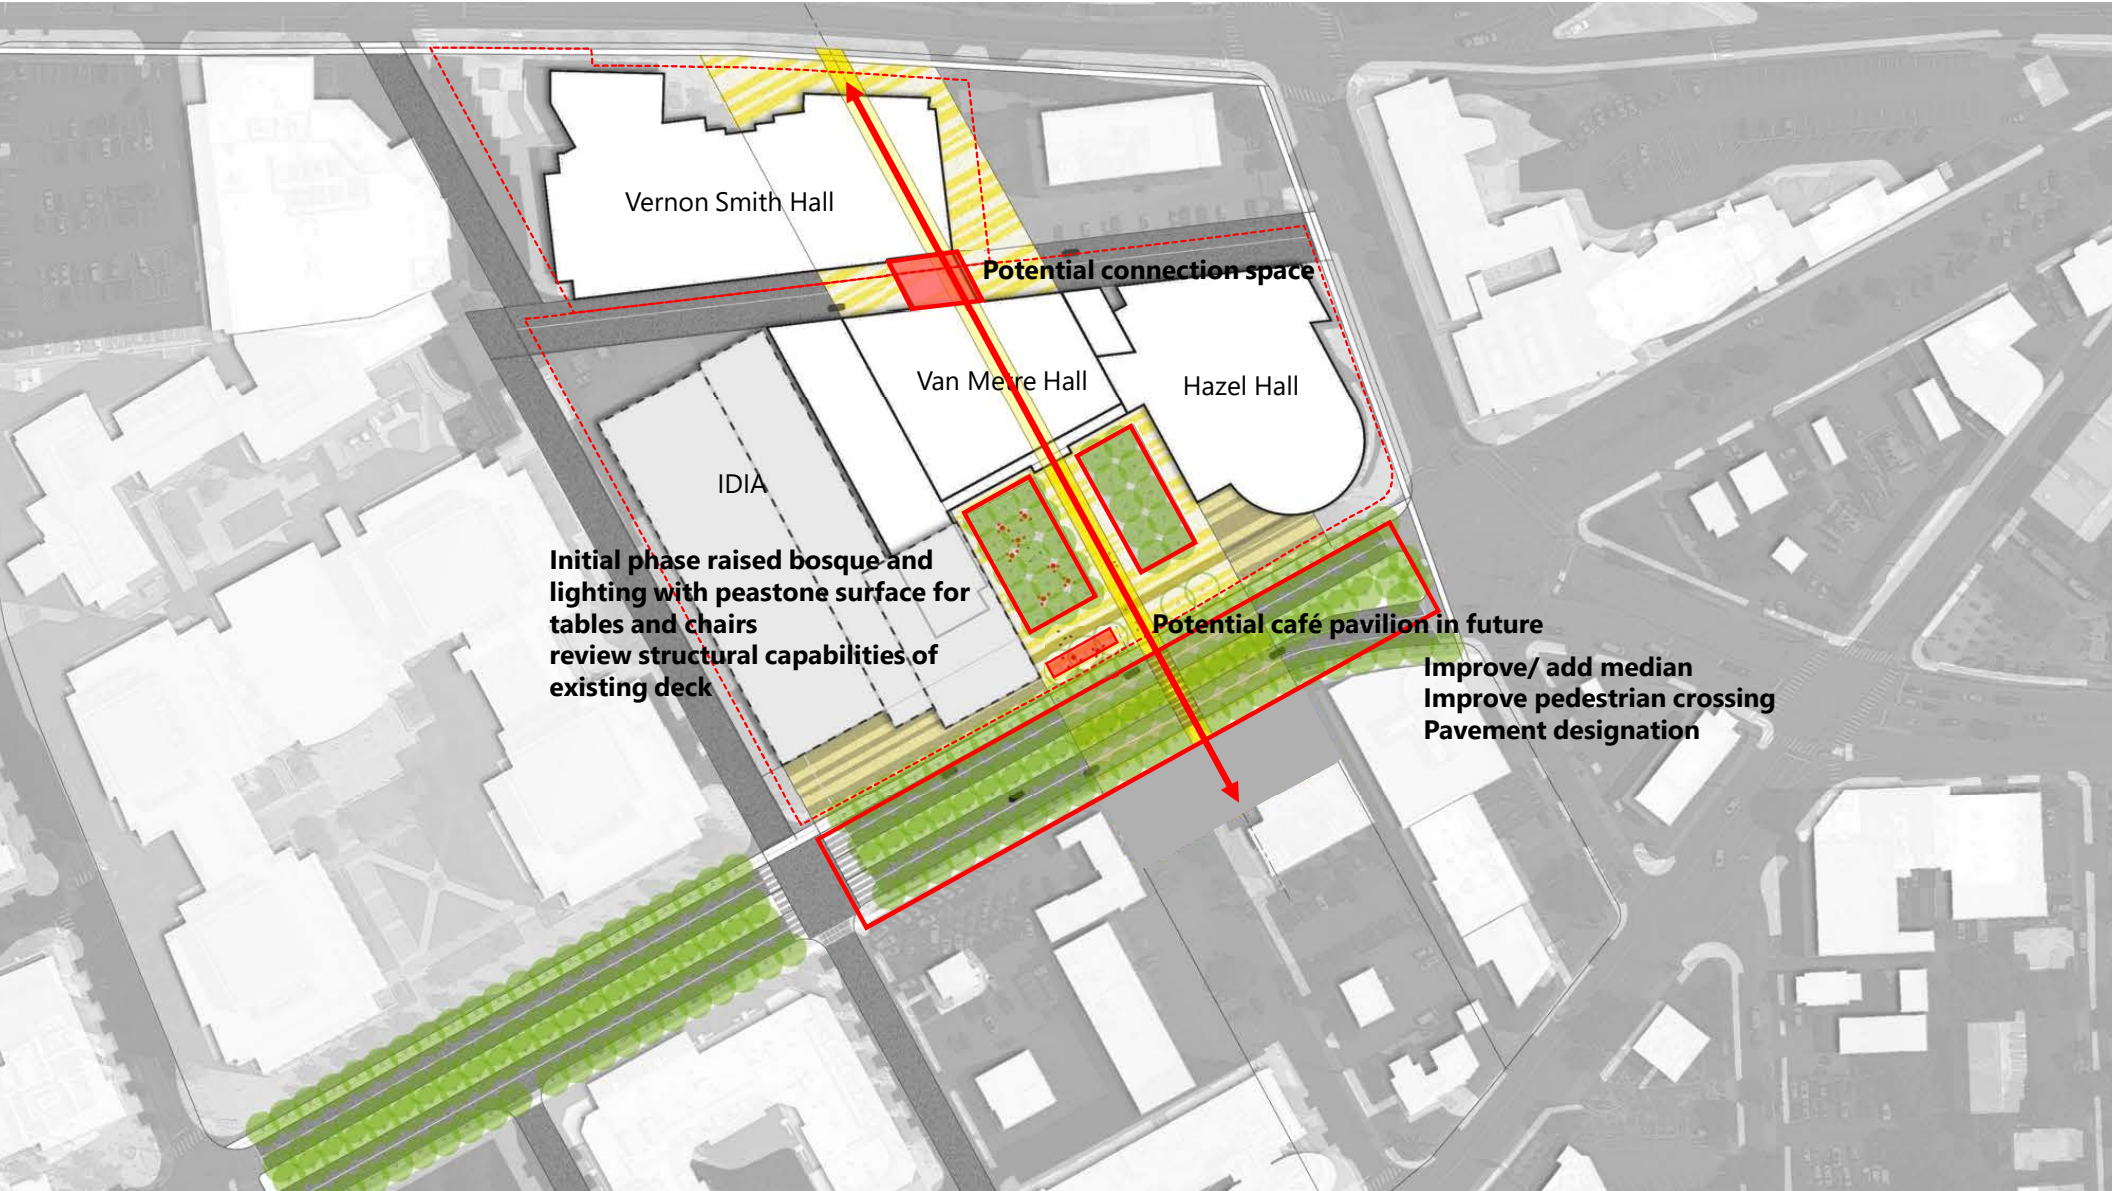 Vernon Smith Hall
Potential connection space
Van Metre Hall
Hazel Hall
IDIA
Initial phase raised bosque and
lighting with peastone surface for
tables and chairs
review structural capabilities of
existing deck
Potential café pavilion in future
Improve/ add median
Improve pedestrian crossing
Pavement designation